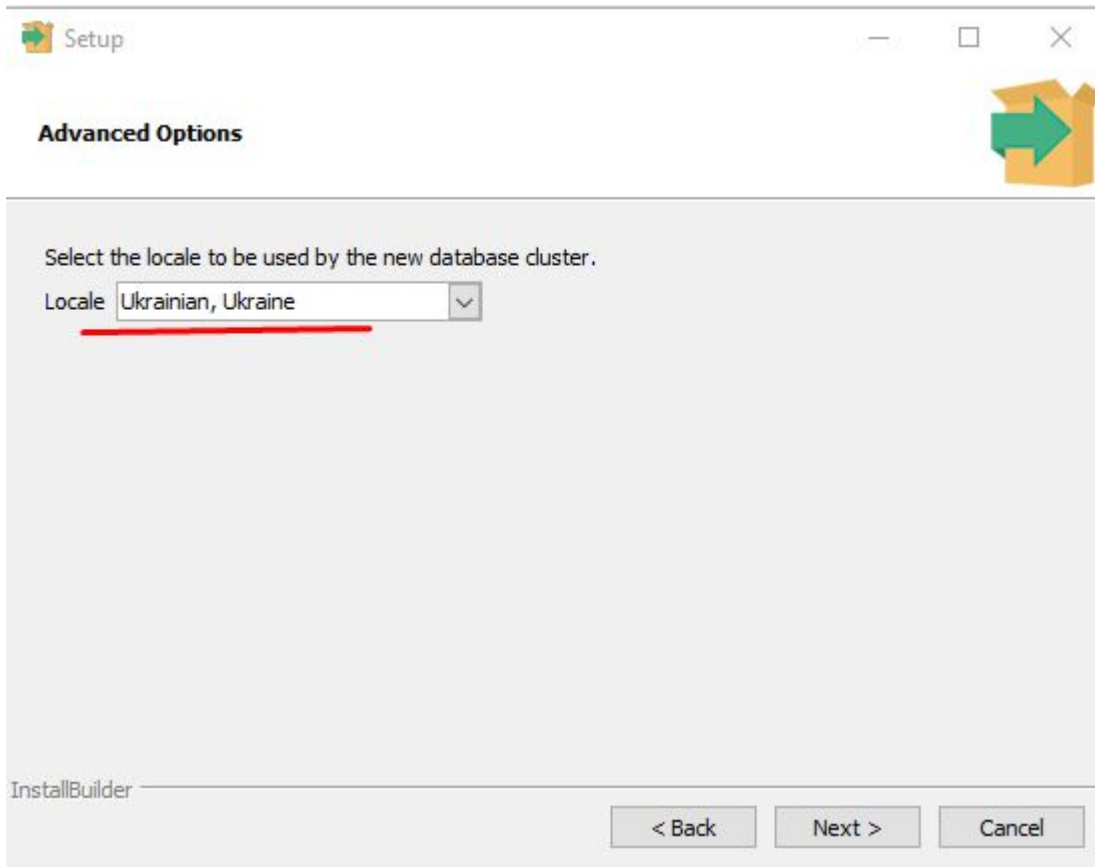 Setup
Advanced Options
Select the locale to be used by the new database cluster.
Locale Ukrainian, Ukraine
InstallBuilder
< Back Next > Cancel